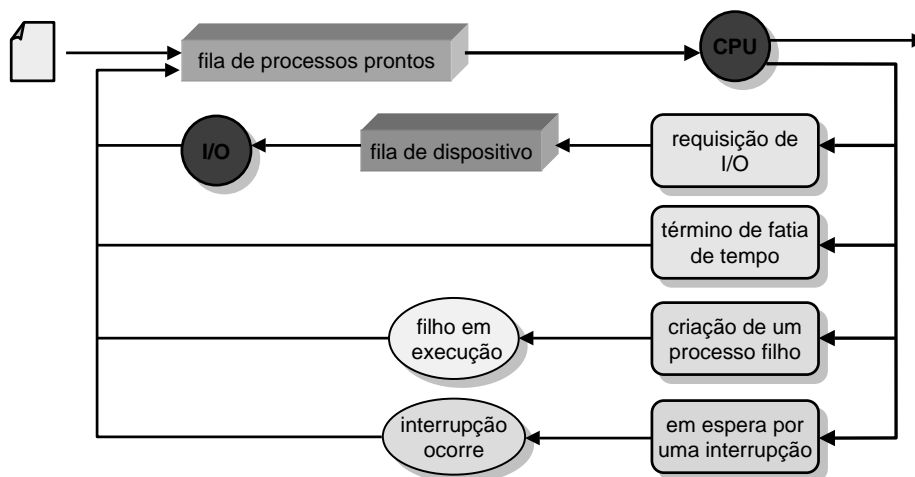 fila de processos prontos
CPU
I/O
fila de dispositivo
requisição de
I/O
término de fatia
de tempo
filho em
execução
criação de um
processo filho
interrupção
ocorre
em espera por
uma interrupção